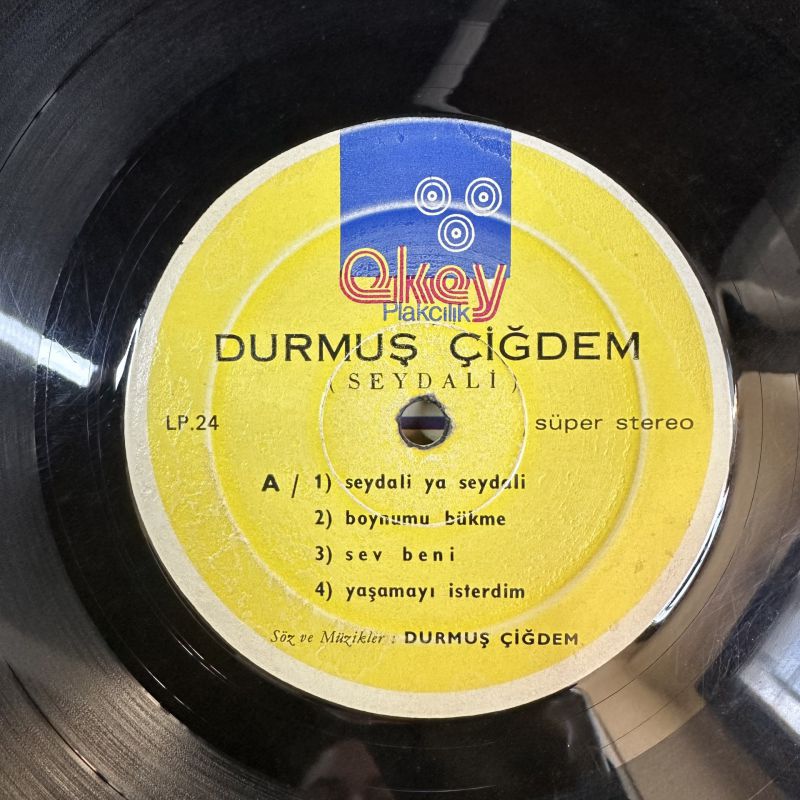 Okey
Plakcılık
DURMUŞ ÇİĞDEM
(SEYDALİ)
LP.24
süper stereo
A / 1) seydali ya seydali
2) boynumu bükme
3) sev beni
4) yaşamayı isterdim
Söz ve Müzikler : DURMUŞ ÇİĞDEM